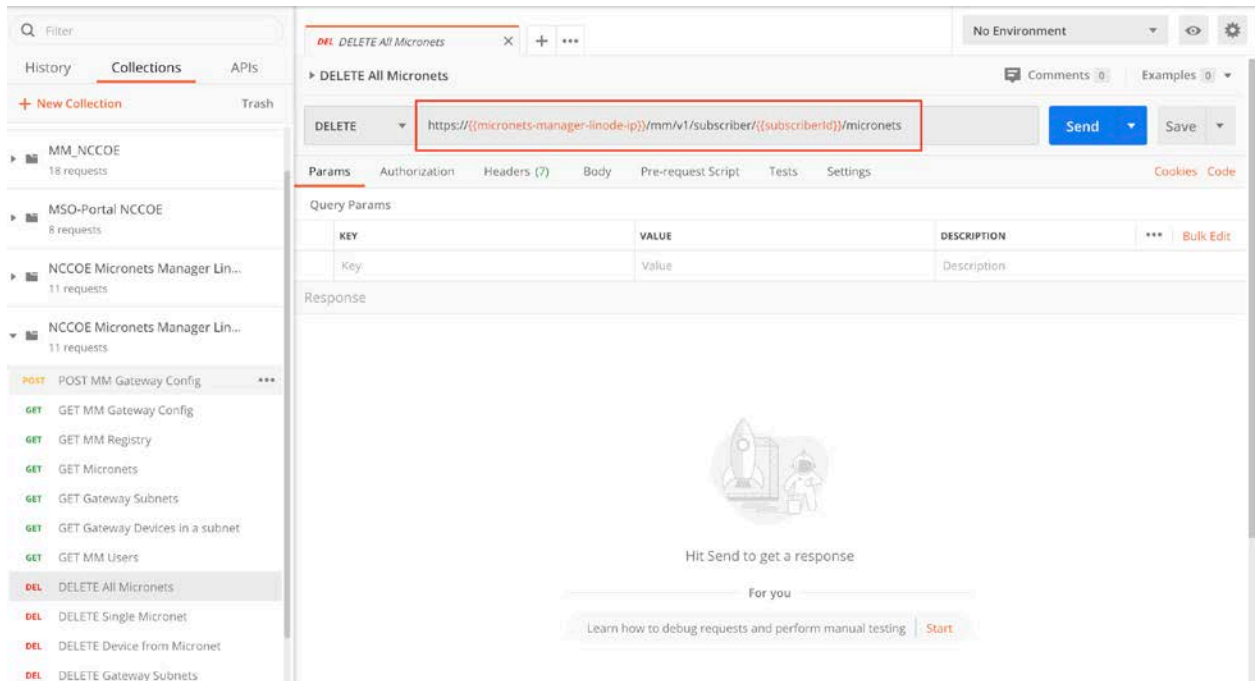 Filter
History Collections APIs
+ New Collection Trash
MM_NCCOE
18 requests
MSO-Portal NCCOE
8 requests
NCCOE Micronets Manager Lin...
11 requests
NCCOE Micronets Manager Lin...
11 requests
POST POST MM Gateway Config •••
GET GET MM Gateway Config
GET GET MM Registry
GET GET Micronets
GET GET Gateway Subnets
GET GET Gateway Devices in a subnet
GET GET MM Users
DEL DELETE All Micronets
DEL DELETE Single Micronet
DEL DELETE Device from Micronet
DEL DELETE Gateway Subnets
DEL DELETE All Micronets × + •••
No Environment
DELETE All Micronets
Comments 0 Examples 0
DELETE https://{{micronets-manager-linode-ip}}/mm/v1/subscriber/{{subscriberId}}/micronets Send Save
Params Authorization Headers (7) Body Pre-request Script Tests Settings Cookies Code
Query Params
KEY VALUE DESCRIPTION ••• Bulk Edit
Key Value Description
Response
Hit Send to get a response
For you
Learn how to debug requests and perform manual testing Start